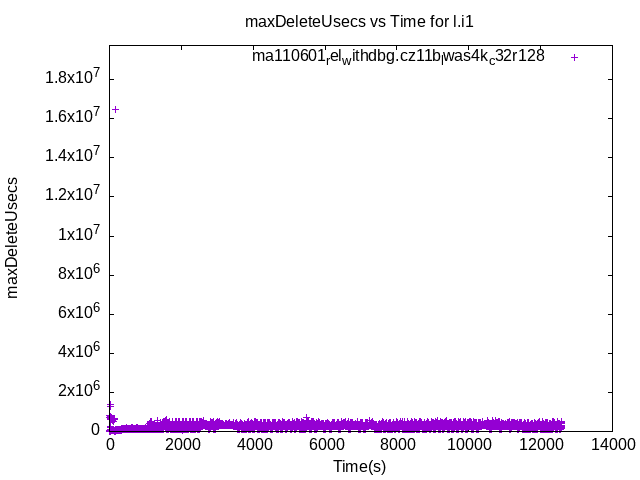 maxDeleteUsecs vs Time for l.i1
ma110601relwithdbg.cz11blwas4kc32r128
1.8x10^7
1.6x10^7
1.4x10^7
1.2x10^7
1x10^7
8x10^6
6x10^6
4x10^6
2x10^6
0
maxDeleteUsecs
0 2000 4000 6000 8000 10000 12000 14000
Time(s)